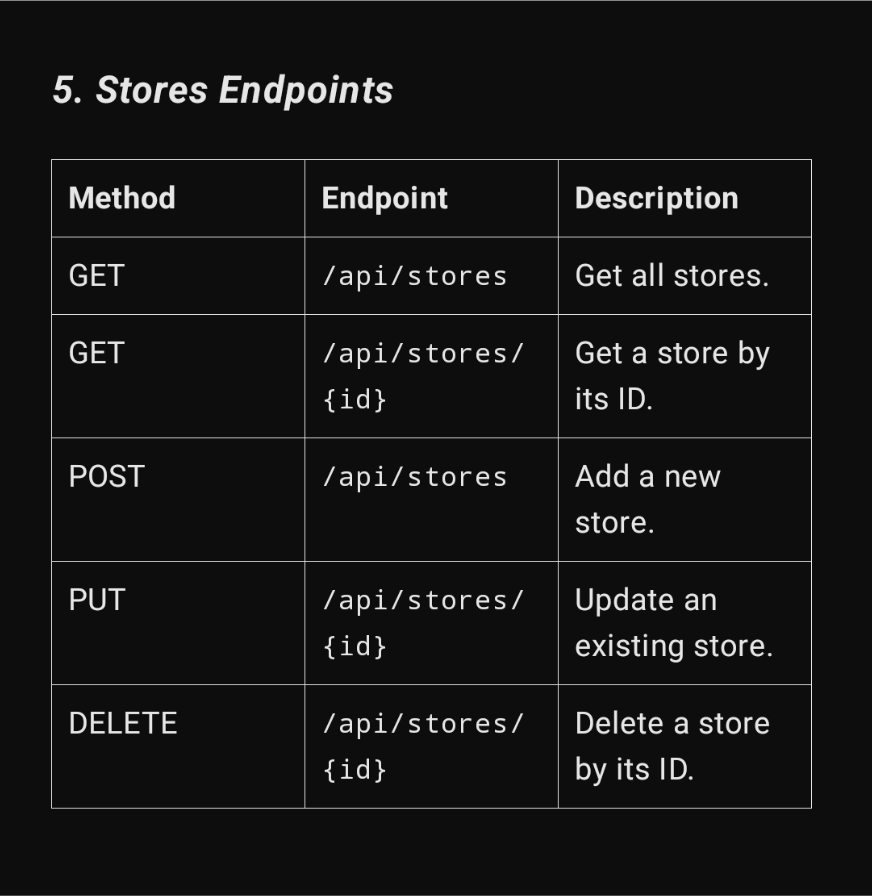 5. Stores Endpoints
Method Endpoint Description
GET /api/stores Get all stores.
GET /api/stores/ Get a store by
{id} its ID.
POST /api/stores Add a new
store.
PUT /api/stores/ Update an
{id} existing store.
DELETE /api/stores/ Delete a store
{id} by its ID.